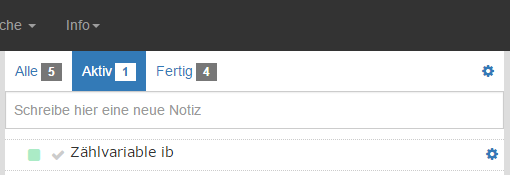 che Info
Alle 5 Aktiv 1 Fertig 4
Schreibe hier eine neue Notiz
Zählvariable ib